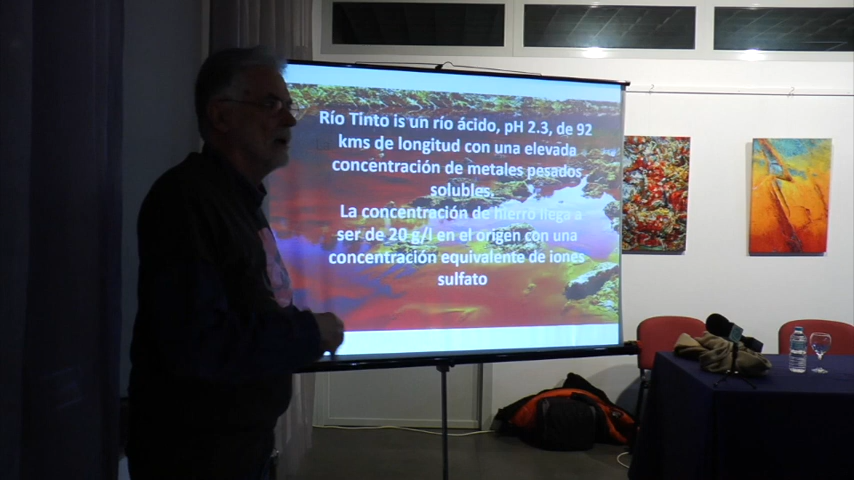 Río Tinto is un río ácido, pH 2.3, de 92
kms de longitud con una elevada
concentración de metales pesados
solubles.
La concentración de hierro llega a
ser de 20 g/l en el origen con una
concentración equivalente de iones
sulfato